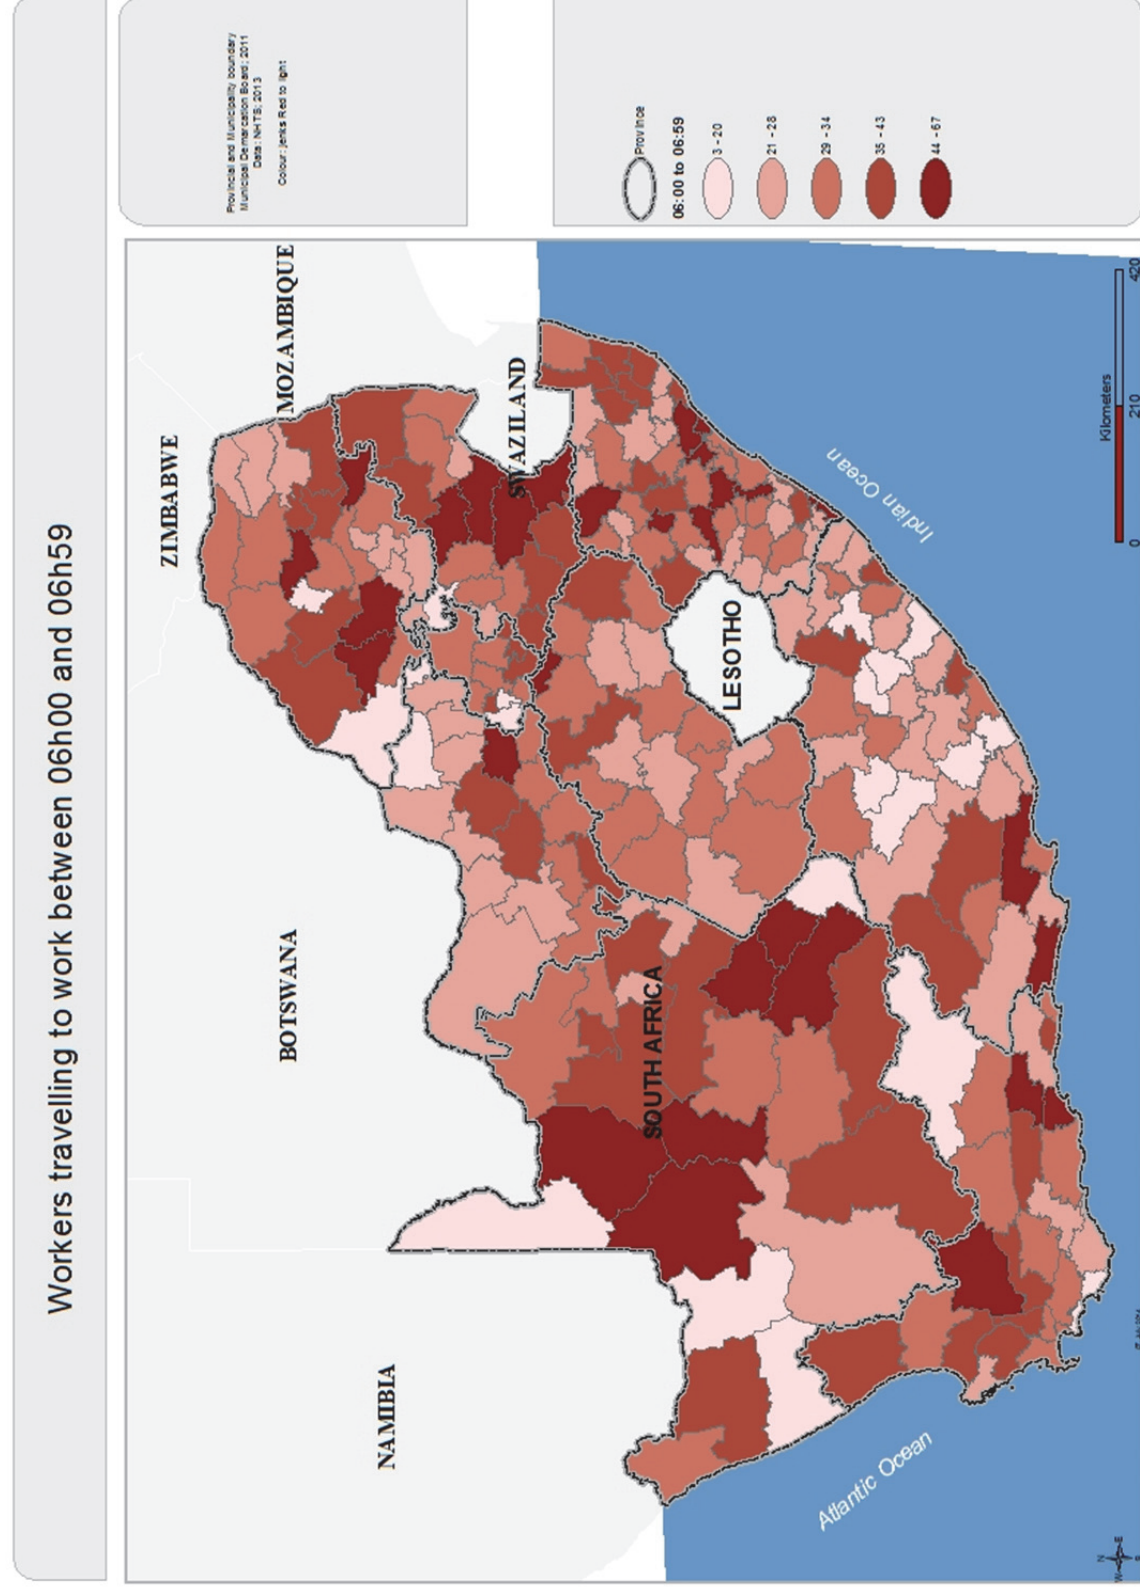 Workers travelling to work between 06h00 and 06h59
Provincial and Municipality boundary
Municipal Demarcation Board; 2011
Data: NHTS; 2013
Colour: Jenks Red to light
Province
06:00 to 06:59
3 - 20
21 - 28
29 - 34
35 - 43
44 - 67
ZIMBABWE
MOZAMBIQUE
BOTSWANA
SWAZILAND
NAMIBIA
SOUTH AFRICA
LESOTHO
Indian Ocean
Atlantic Ocean
Kilometers
0 210 420
N
W E